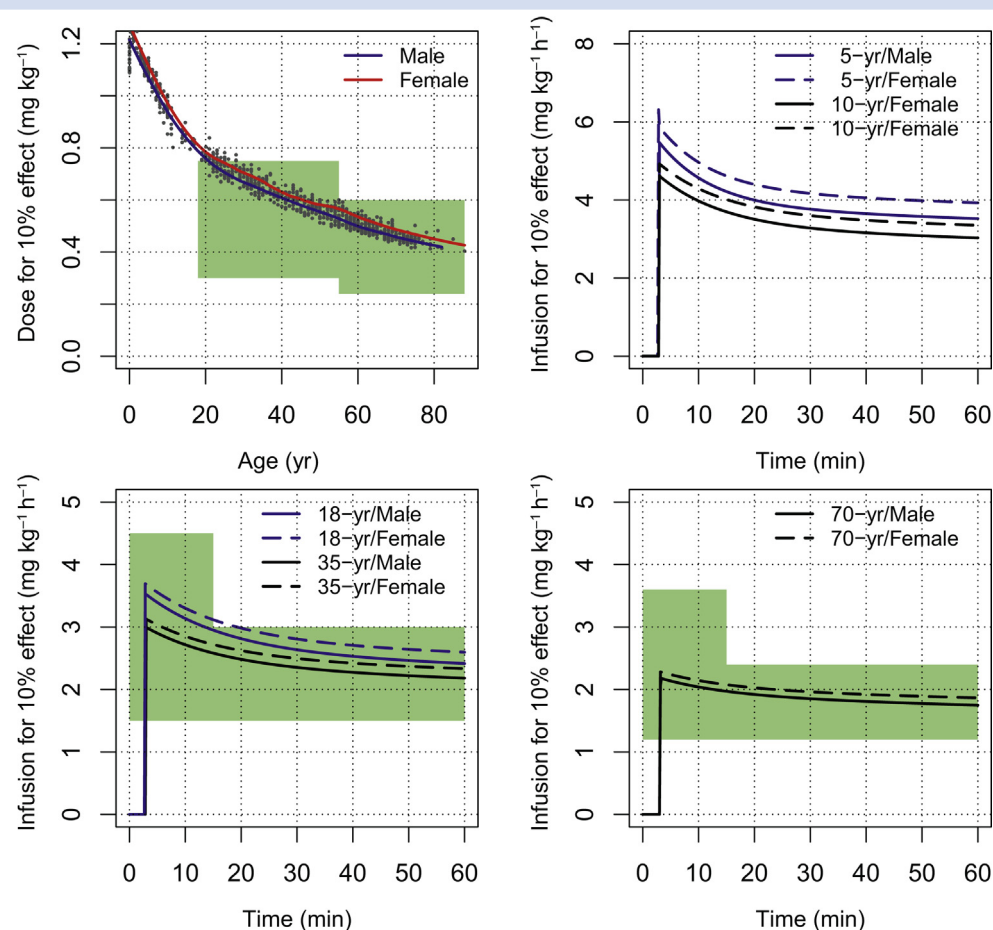 Dose for 10% effect (mg kg⁻¹)
1.2
0.8
0.4
0.0
Male
Female
0 20 40 60 80
Age (yr)
Infusion for 10% effect (mg kg⁻¹ h⁻¹)
8
6
4
2
0
5−yr/Male
5−yr/Female
10−yr/Female
10−yr/Female
0 10 20 30 40 50 60
Time (min)
Infusion for 10% effect (mg kg⁻¹ h⁻¹)
5
4
3
2
1
0
18−yr/Male
18−yr/Female
35−yr/Male
35−yr/Female
0 10 20 30 40 50 60
Time (min)
Infusion for 10% effect (mg kg⁻¹ h⁻¹)
5
4
3
2
1
0
70−yr/Male
70−yr/Female
0 10 20 30 40 50 60
Time (min)